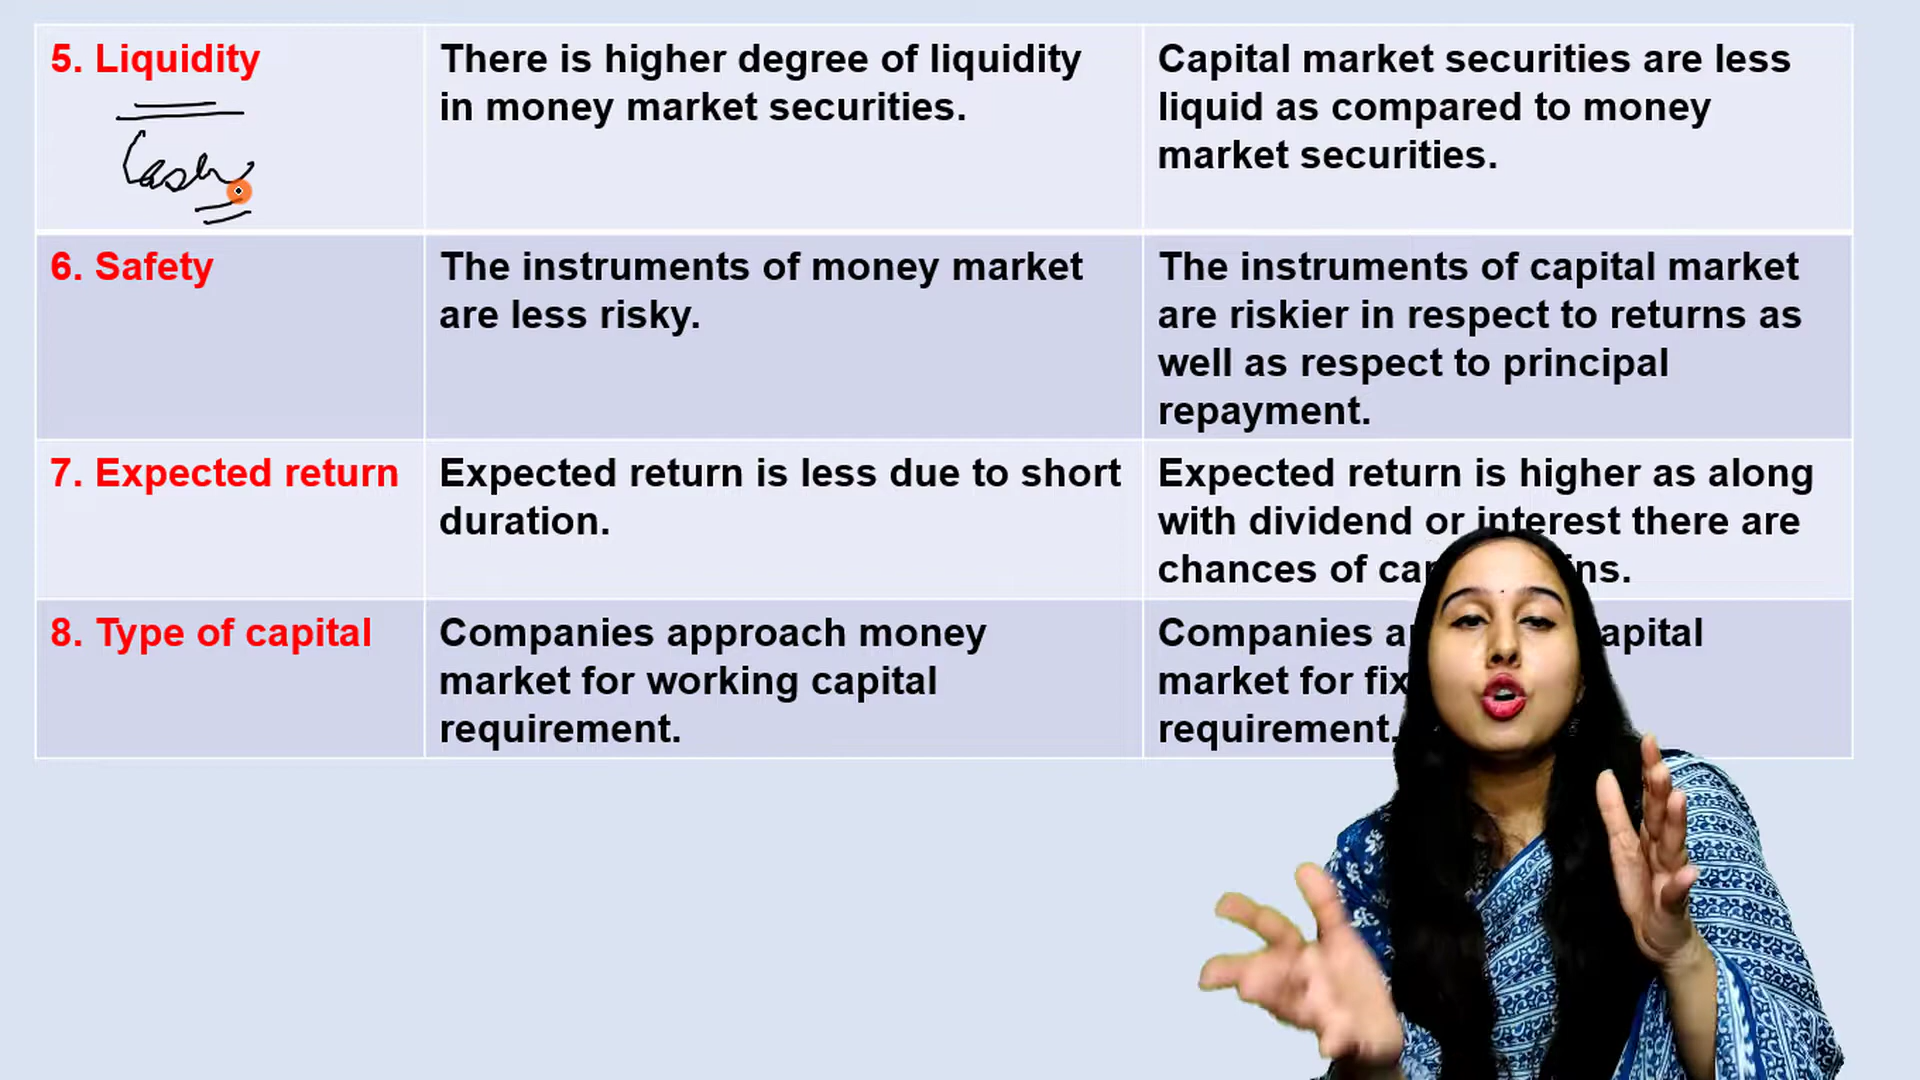 5. Liquidity
Cash
There is higher degree of liquidity
in money market securities.
Capital market securities are less
liquid as compared to money
market securities.
6. Safety
The instruments of money market
are less risky.
The instruments of capital market
are riskier in respect to returns as
well as respect to principal
repayment.
7. Expected return
Expected return is less due to short
duration.
Expected return is higher as along
with dividend or interest there are
chances of
8. Type of capital
Companies approach money
market for working capital
requirement.
Companies
market for
requirement.